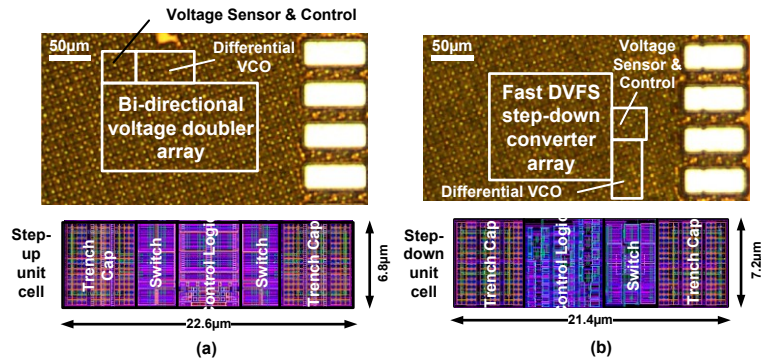 Voltage Sensor & Control
50µm
Differential
VCO
Bi-directional
voltage doubler
array
Step-
up
unit
cell
Trench
Cap
Switch
Control Logic
Switch
Trench Cap
6.8µm
22.6µm
(a)
50µm
Voltage
Sensor &
Control
Fast DVFS
step-down
converter
array
Differential VCO
Step-
down
unit
cell
Trench Cap
Control Logic
Switch
Trench Cap
7.2µm
21.4µm
(b)